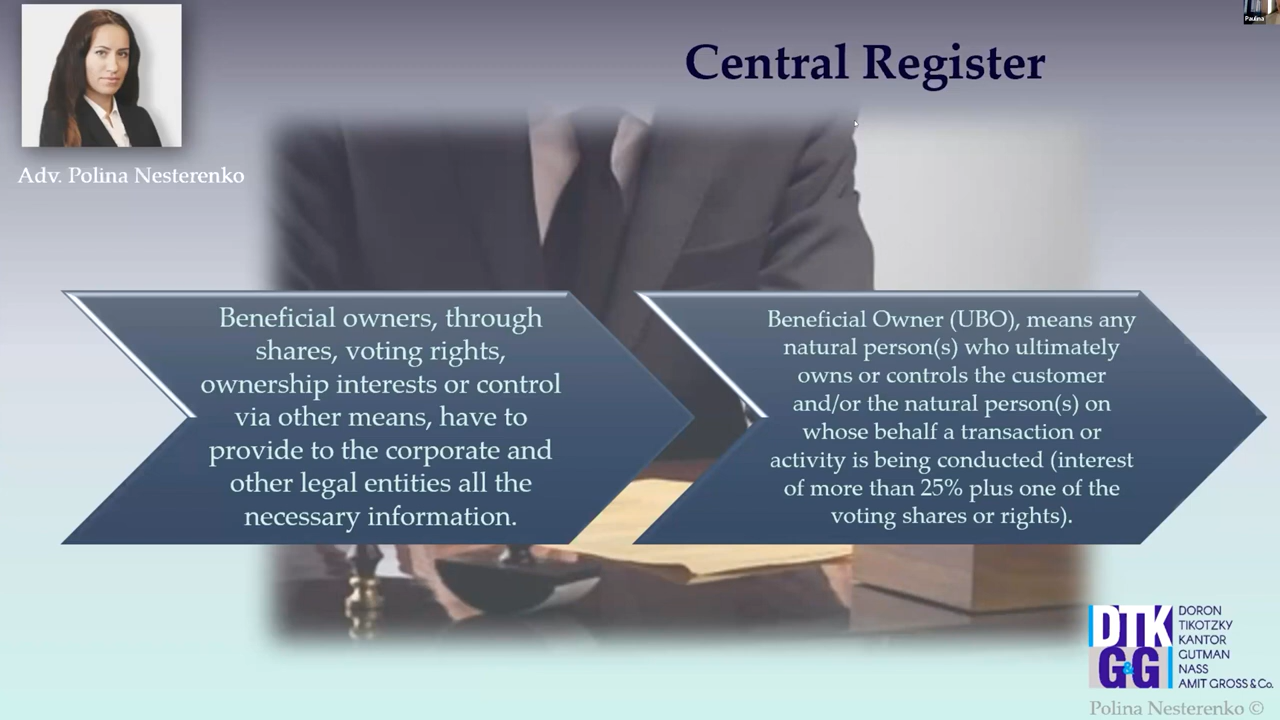 Paulina
Central Register
Adv. Polina Nesterenko
Beneficial owners, through
shares, voting rights,
ownership interests or control
via other means, have to
provide to the corporate and
other legal entities all the
necessary information.
Beneficial Owner (UBO), means any
natural person(s) who ultimately
owns or controls the customer
and/or the natural person(s) on
whose behalf a transaction or
activity is being conducted (interest
of more than 25% plus one of the
voting shares or rights).
DTK
G&G
DORON
TIKOTZKY
KANTOR
GUTMAN
NASS
AMIT GROSS & Co.
Polina Nesterenko ©